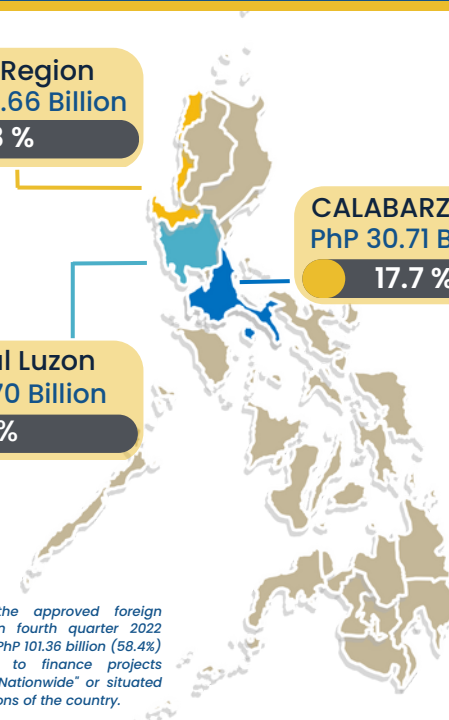 Region
.66 Billion
%
CALABARZ
PhP 30.71 B
17.7 %
l Luzon
70 Billion
%
the approved foreign
n fourth quarter 2022
PhP 101.36 billion (58.4%)
to finance projects
Nationwide" or situated
ons of the country.